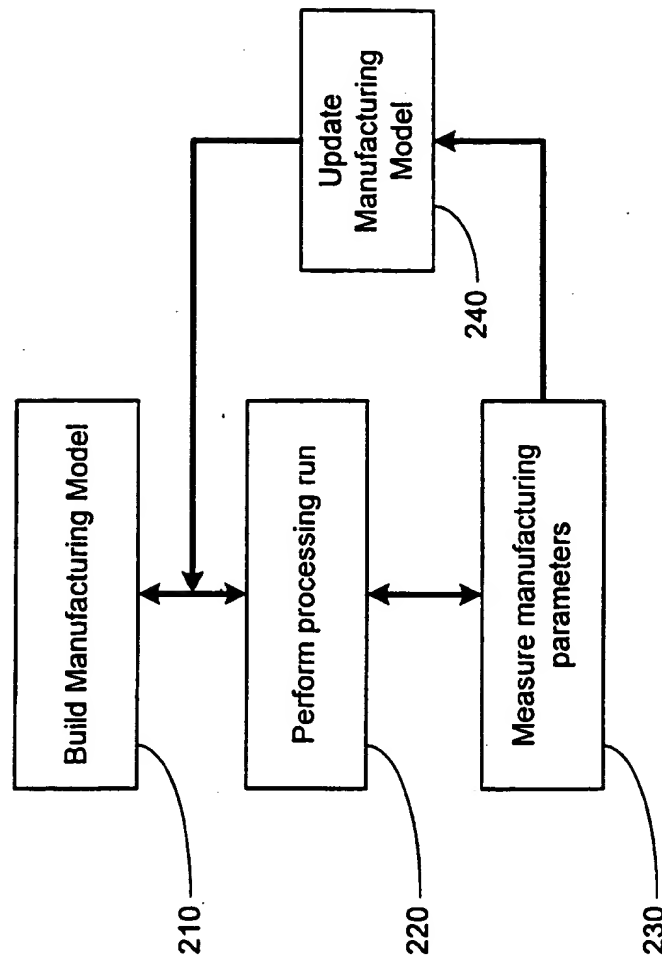 Build Manufacturing Model
210
Perform processing run
220
Measure manufacturing
parameters
230
Update
Manufacturing
Model
240